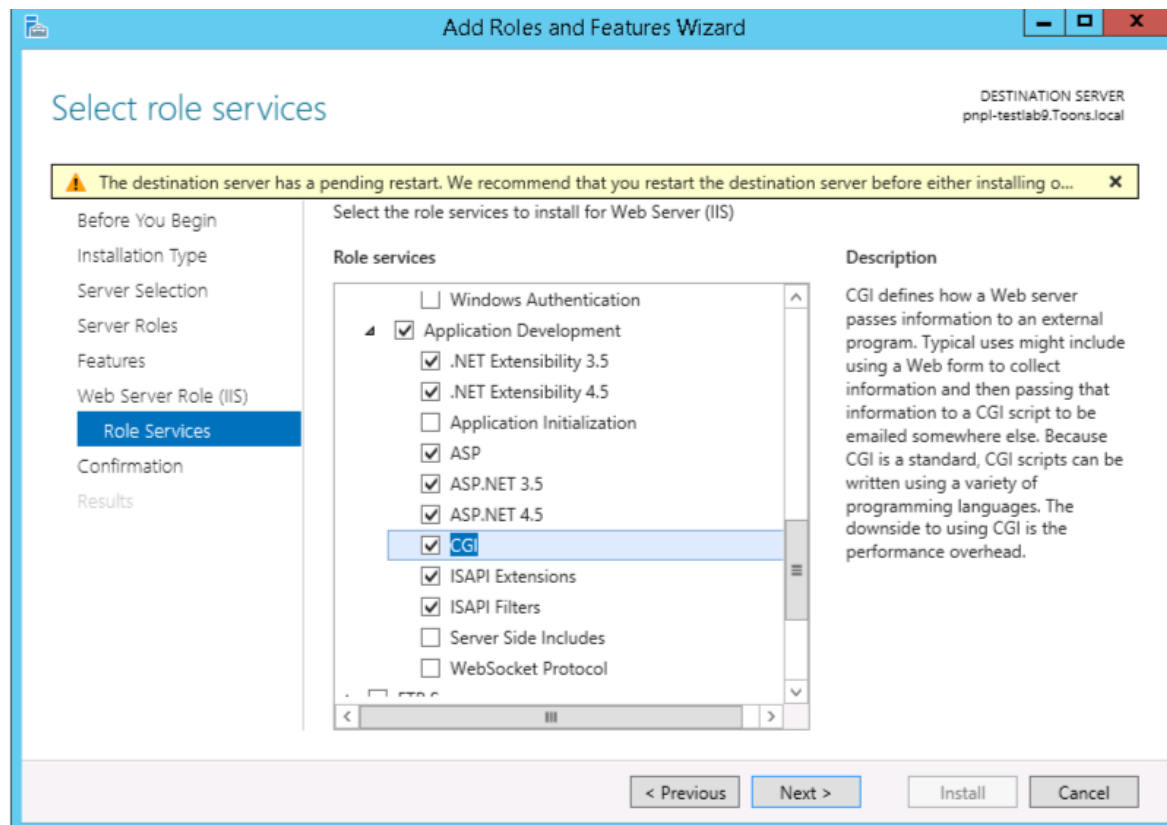 Add Roles and Features Wizard
Select role services
DESTINATION SERVER
pnpl-testlab9.Toons.local
The destination server has a pending restart. We recommend that you restart the destination server before either installing o...
Before You Begin
Installation Type
Server Selection
Server Roles
Features
Web Server Role (IIS)
Role Services
Confirmation
Results
Select the role services to install for Web Server (IIS)
Role services
Windows Authentication
Application Development
.NET Extensibility 3.5
.NET Extensibility 4.5
Application Initialization
ASP
ASP.NET 3.5
ASP.NET 4.5
CGI
ISAPI Extensions
ISAPI Filters
Server Side Includes
WebSocket Protocol
Description
CGI defines how a Web server
passes information to an external
program. Typical uses might include
using a Web form to collect
information and then passing that
information to a CGI script to be
emailed somewhere else. Because
CGI is a standard, CGI scripts can be
written using a variety of
programming languages. The
downside to using CGI is the
performance overhead.
< Previous
Next >
Install
Cancel